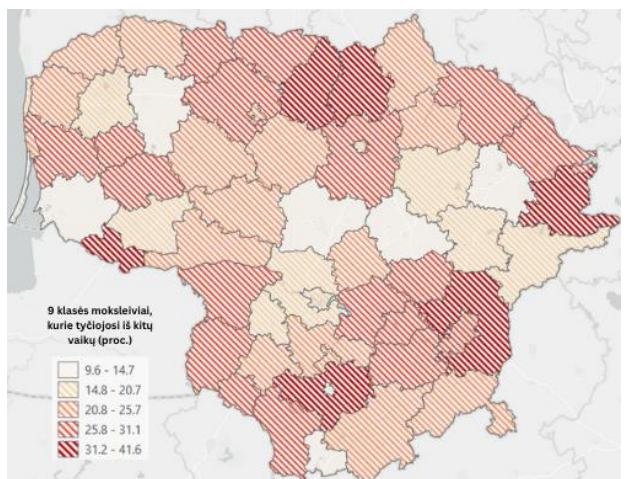 9 klasės moksleiviai,
kurie tyčiojosi iš kitų
vaikų (proc.)
9.6 - 14.7
14.8 - 20.7
20.8 - 25.7
25.8 - 31.1
31.2 - 41.6